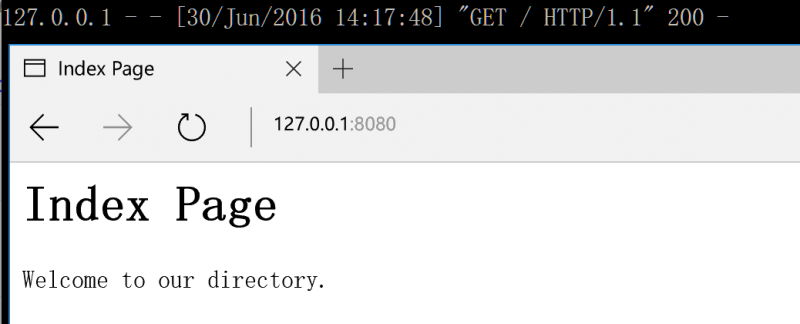 127.0.0.1 - - [30/Jun/2016 14:17:48] "GET / HTTP/1.1" 200 -
Index Page
127.0.0.1:8080
Index Page
Welcome to our directory.